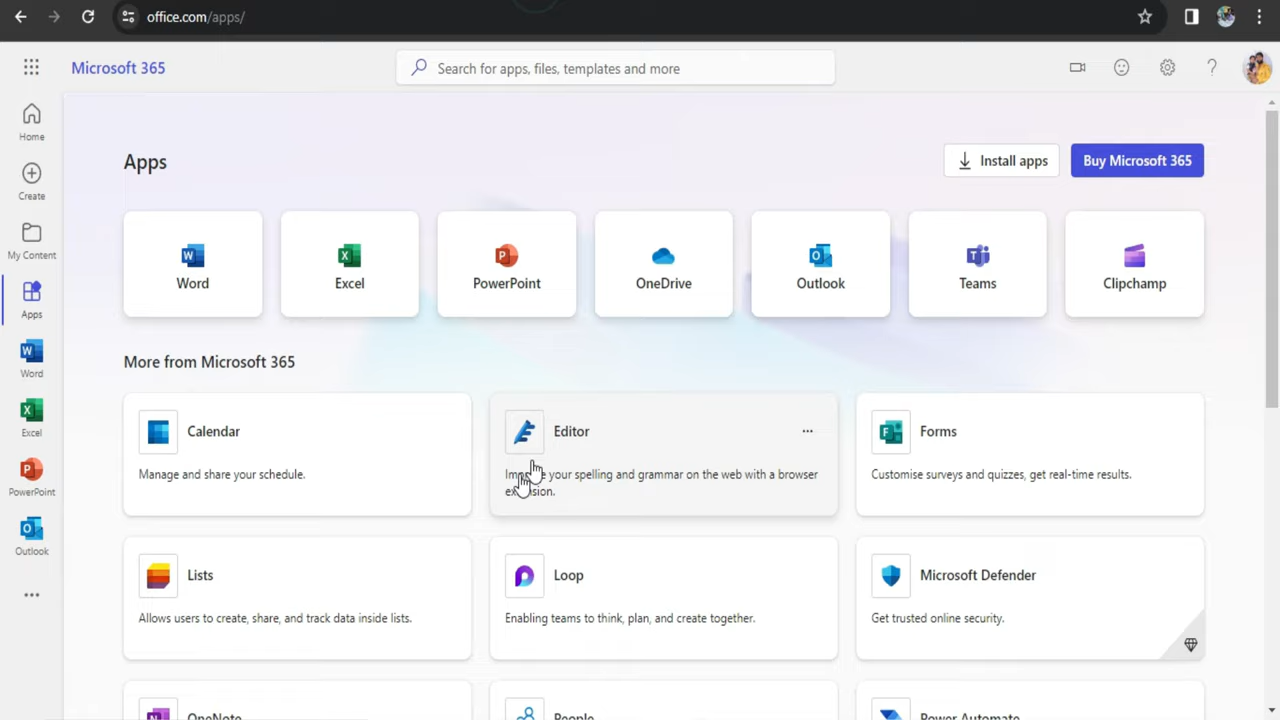 office.com/apps/
Microsoft 365
Search for apps, files, templates and more
Home
Create
My Content
Apps
Word
Excel
PowerPoint
Outlook
Apps
Install apps
Buy Microsoft 365
Word
Excel
PowerPoint
OneDrive
Outlook
Teams
Clipchamp
More from Microsoft 365
Calendar
Manage and share your schedule.
Editor
your spelling and grammar on the web with a browser
Forms
Customise surveys and quizzes, get real-time results.
Lists
Allows users to create, share, and track data inside lists.
Loop
Enabling teams to think, plan, and create together.
Microsoft Defender
Get trusted online security.
OneNote
People
Power Automate